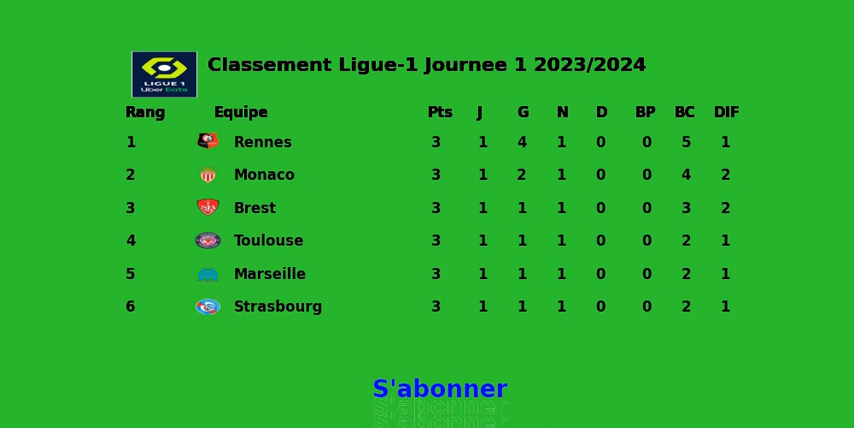 Classement Ligue-1 Journee 1 2023/2024
LIGUE 1
Uber Eats
Rang Equipe Pts J G N D BP BC DIF
1 Rennes 3 1 4 1 0 0 5 1
2 Monaco 3 1 2 1 0 0 4 2
3 Brest 3 1 1 1 0 0 3 2
4 Toulouse 3 1 1 1 0 0 2 1
5 Marseille 3 1 1 1 0 0 2 1
6 Strasbourg 3 1 1 1 0 0 2 1
S'abonner
S'abonner
S'abonner